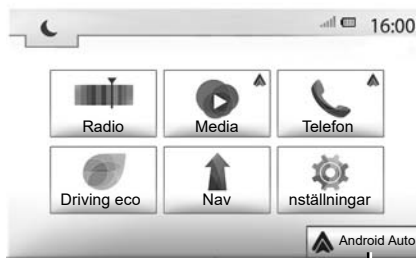 16:00
Radio
Media
Telefon
Driving eco
Nav
nställningar
Android Auto